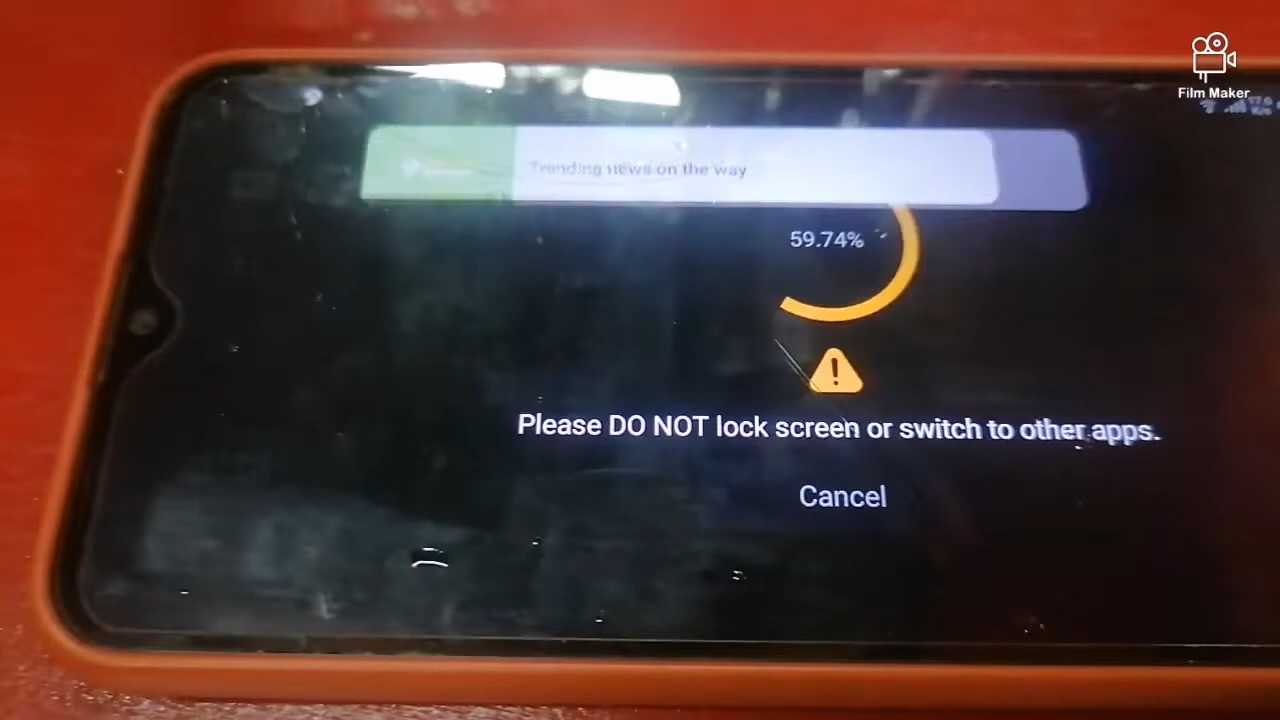 Film Maker
Trending news on the way
59.74%
Please DO NOT lock screen or switch to other apps.
Cancel